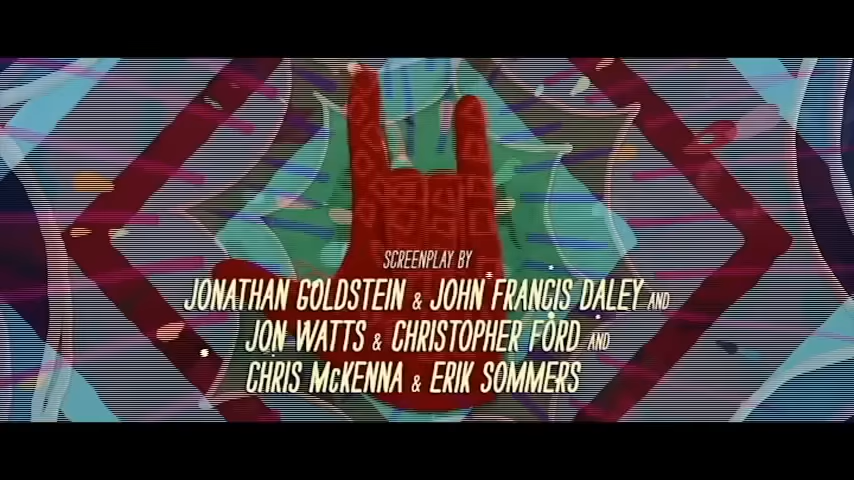 SCREENPLAY BY
JONATHAN GOLDSTEIN & JOHN FRANCIS DALEY AND
JON WATTS & CHRISTOPHER FORD AND
CHRIS McKENNA & ERIK SOMMERS